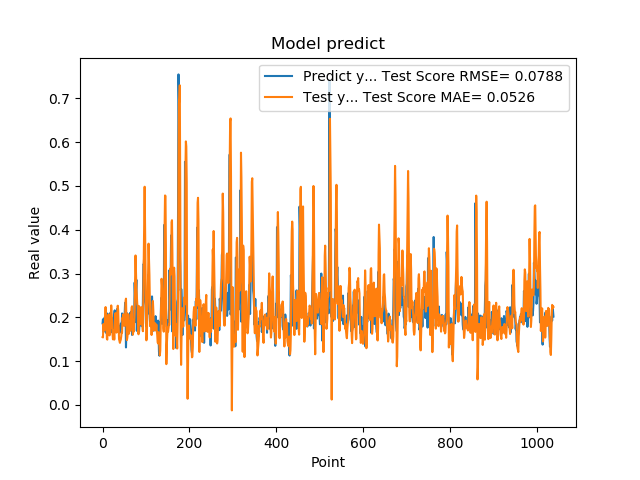 Model predict
Predict y... Test Score RMSE= 0.0788
Test y... Test Score MAE= 0.0526
Real value
0.7
0.6
0.5
0.4
0.3
0.2
0.1
0.0
0 200 400 600 800 1000
Point